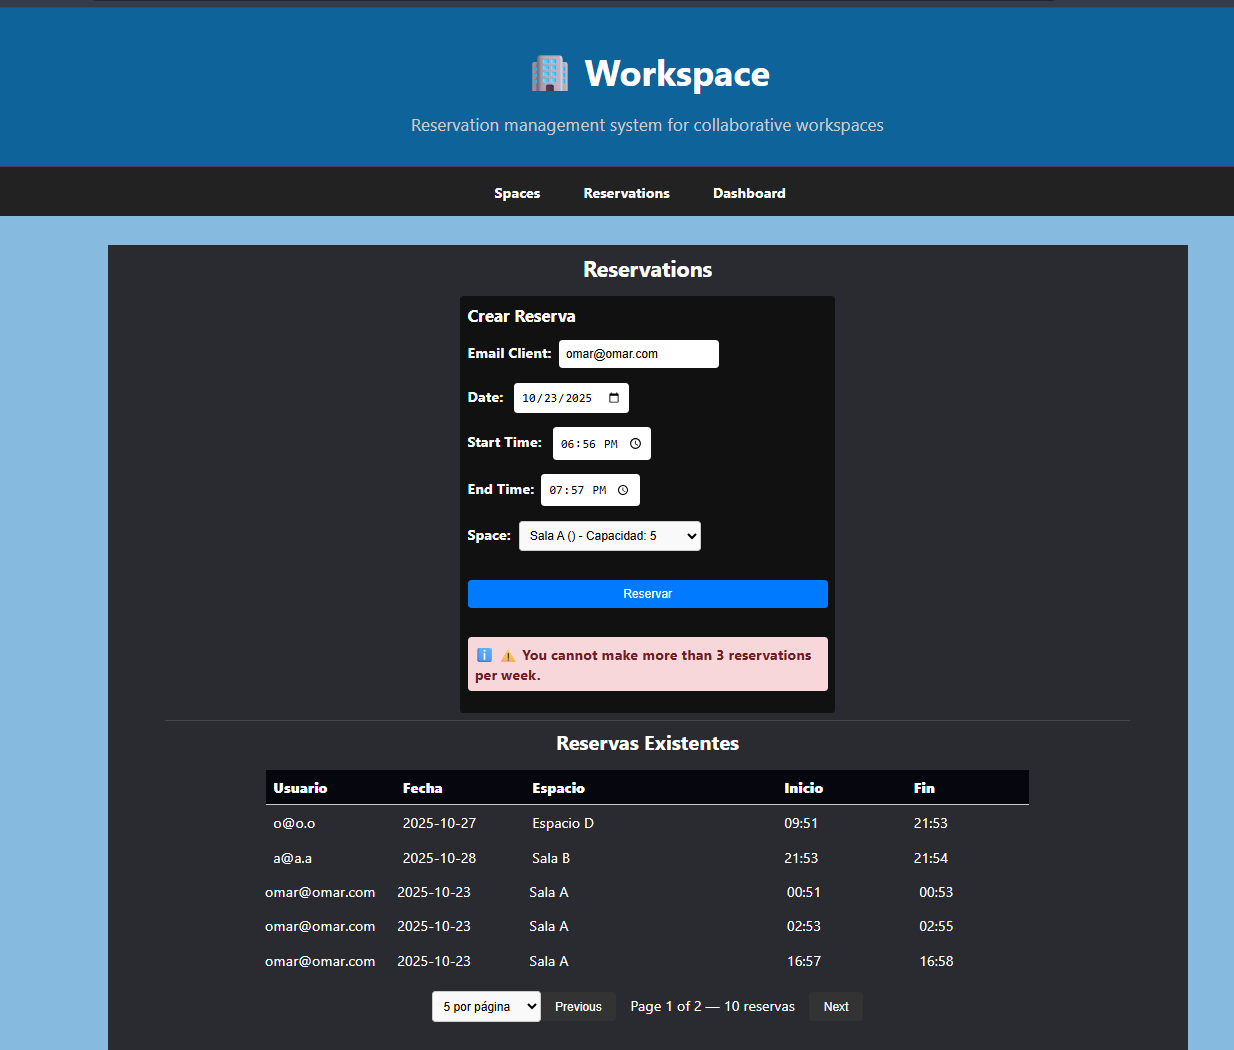 Workspace
Reservation management system for collaborative workspaces
Spaces Reservations Dashboard
Reservations
Crear Reserva
Email Client: omar@omar.com
Date: 10/23/2025
Start Time: 06:56 PM
End Time: 07:57 PM
Space: Sala A () - Capacidad: 5
Reservar
You cannot make more than 3 reservations
per week.
Reservas Existentes
Usuario Fecha Espacio Inicio Fin
o@o.o 2025-10-27 Espacio D 09:51 21:53
a@a.a 2025-10-28 Sala B 21:53 21:54
omar@omar.com 2025-10-23 Sala A 00:51 00:53
omar@omar.com 2025-10-23 Sala A 02:53 02:55
omar@omar.com 2025-10-23 Sala A 16:57 16:58
5 por página Previous Page 1 of 2 — 10 reservas Next